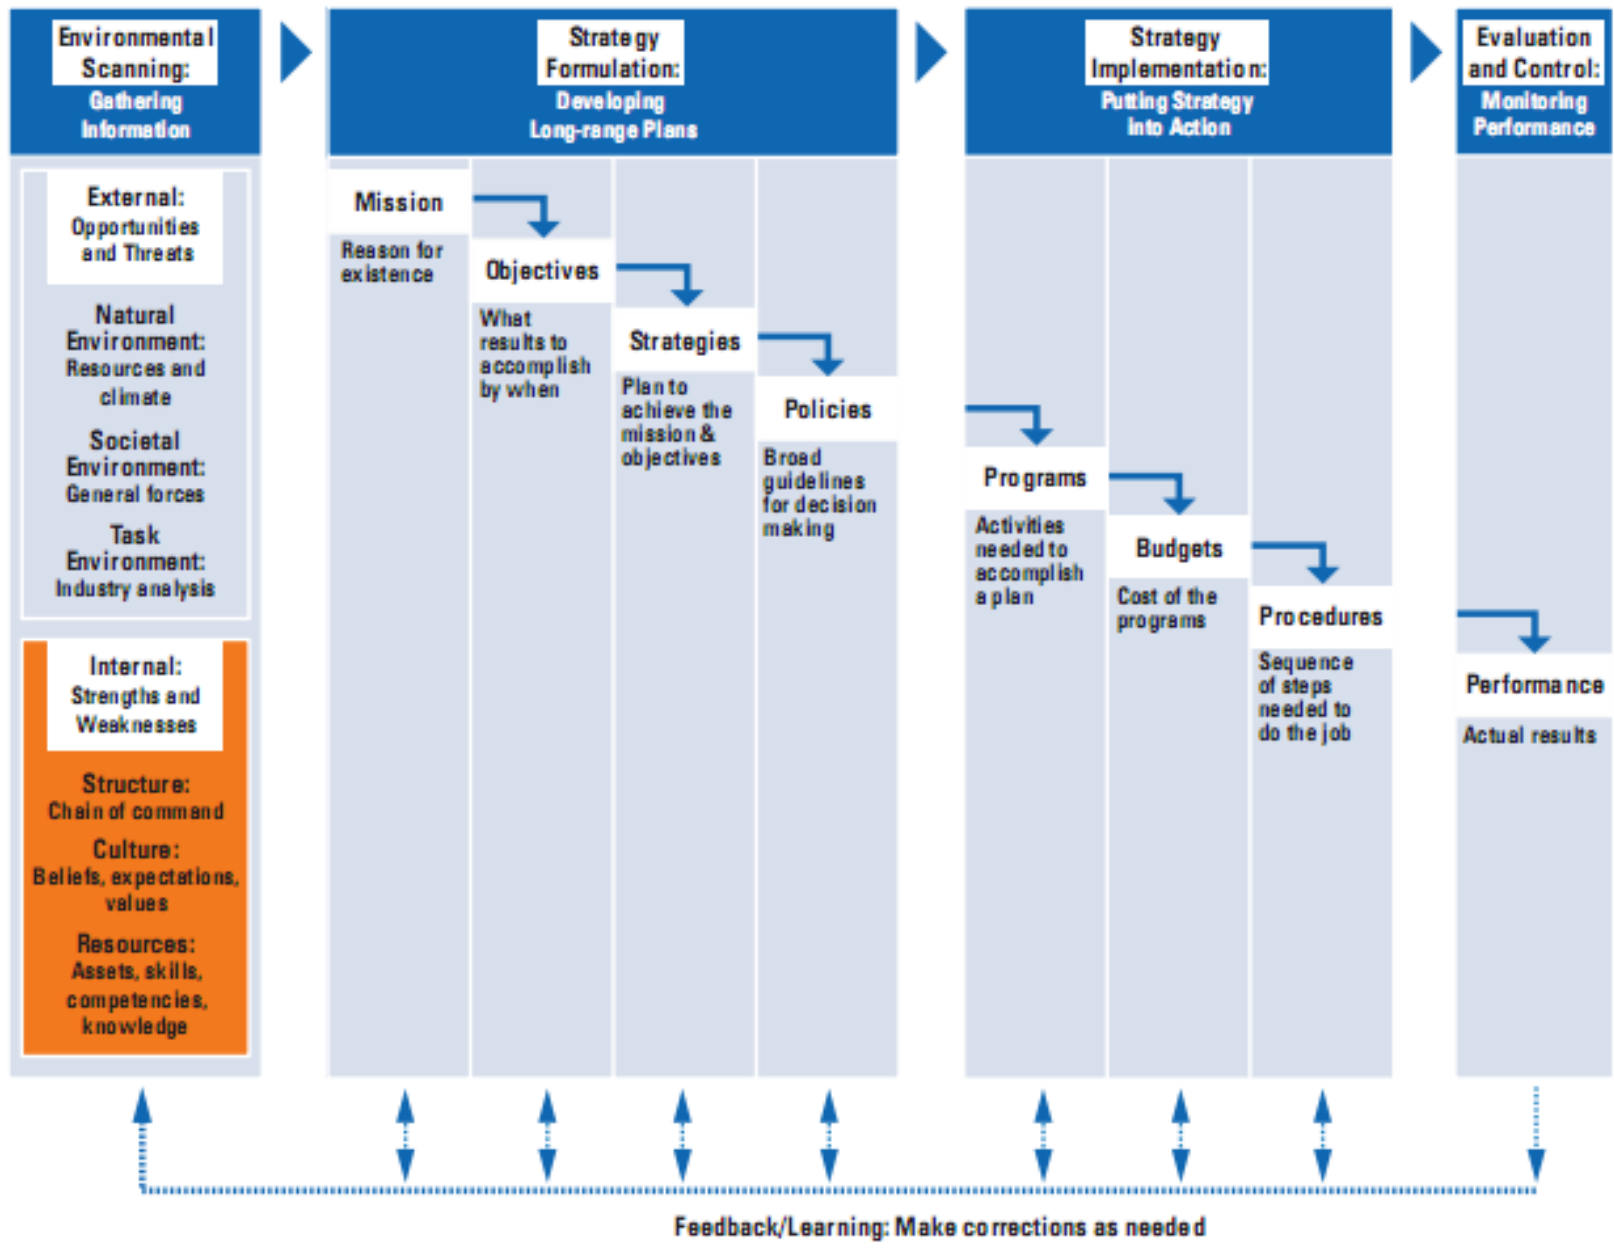 Environmental
Scanning:
Gathering
Information
External:
Opportunities
and Threats
Natural
Environment:
Resources and
climate
Societal
Environment:
General forces
Task
Environment:
Industry analysis
Internal:
Strengths and
Weaknesses
Structure:
Chain of command
Culture:
Beliefs, expectations,
values
Resources:
Assets, skills,
competencies,
knowledge
Strategy
Formulation:
Developing
Long-range Plans
Mission
Reason for
existence
Objectives
What
results to
accomplish
by when
Strategies
Plan to
achieve the
mission &
objectives
Policies
Broad
guidelines
for decision
making
Strategy
Implementation:
Putting Strategy
into Action
Programs
Activities
needed to
accomplish
a plan
Budgets
Cost of the
programs
Procedures
Sequence
of steps
needed to
do the job
Evaluation
and Control:
Monitoring
Performance
Performance
Actual results
Feedback/Learning: Make corrections as needed